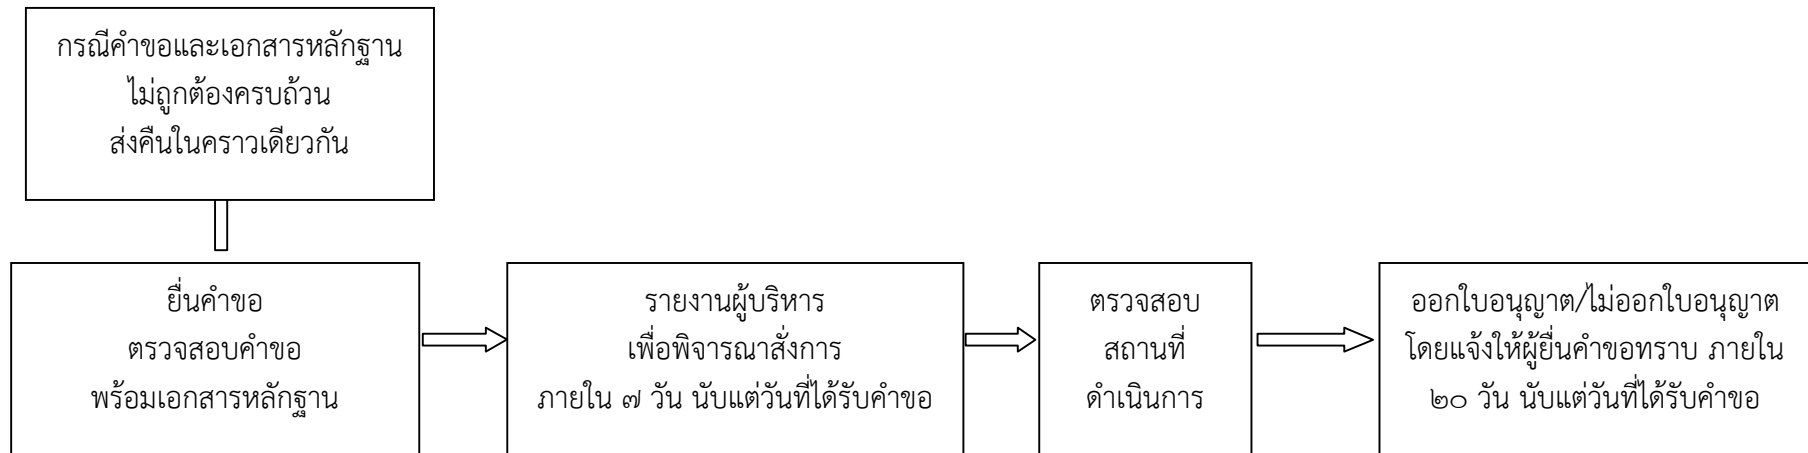 กรณีคำขอและเอกสารหลักฐาน
ไม่ถูกต้องครบถ้วน
ส่งคืนในคราวเดียวกัน
ยื่นคำขอ
ตรวจสอบคำขอ
พร้อมเอกสารหลักฐาน
รายงานผู้บริหาร
เพื่อพิจารณาสั่งการ
ภายใน ๗ วัน นับแต่วันที่ได้รับคำขอ
ตรวจสอบ
สถานที่
ดำเนินการ
ออกใบอนุญาต/ไม่ออกใบอนุญาต
โดยแจ้งให้ผู้ยื่นคำขอทราบ ภายใน
๒๐ วัน นับแต่วันที่ได้รับคำขอ